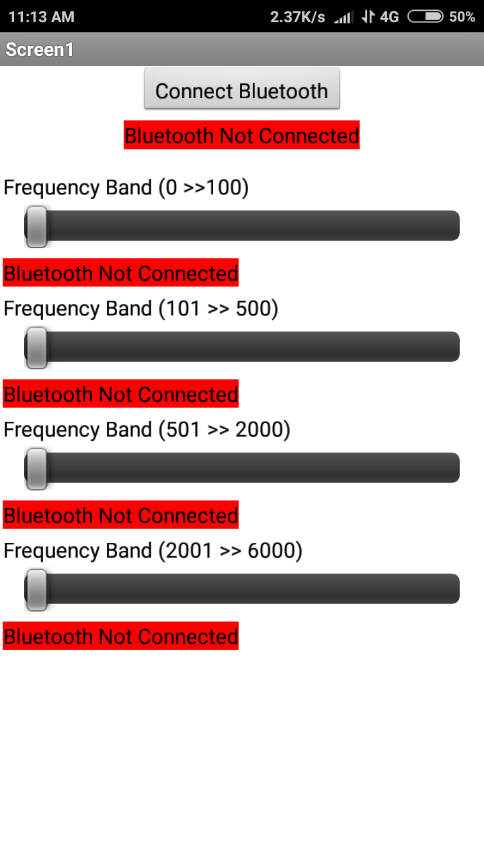 11:13 AM 2.37K/s 4G 50%
Screen1
Connect Bluetooth
Bluetooth Not Connected
Frequency Band (0 >>100)
Bluetooth Not Connected
Frequency Band (101 >> 500)
Bluetooth Not Connected
Frequency Band (501 >> 2000)
Bluetooth Not Connected
Frequency Band (2001 >> 6000)
Bluetooth Not Connected